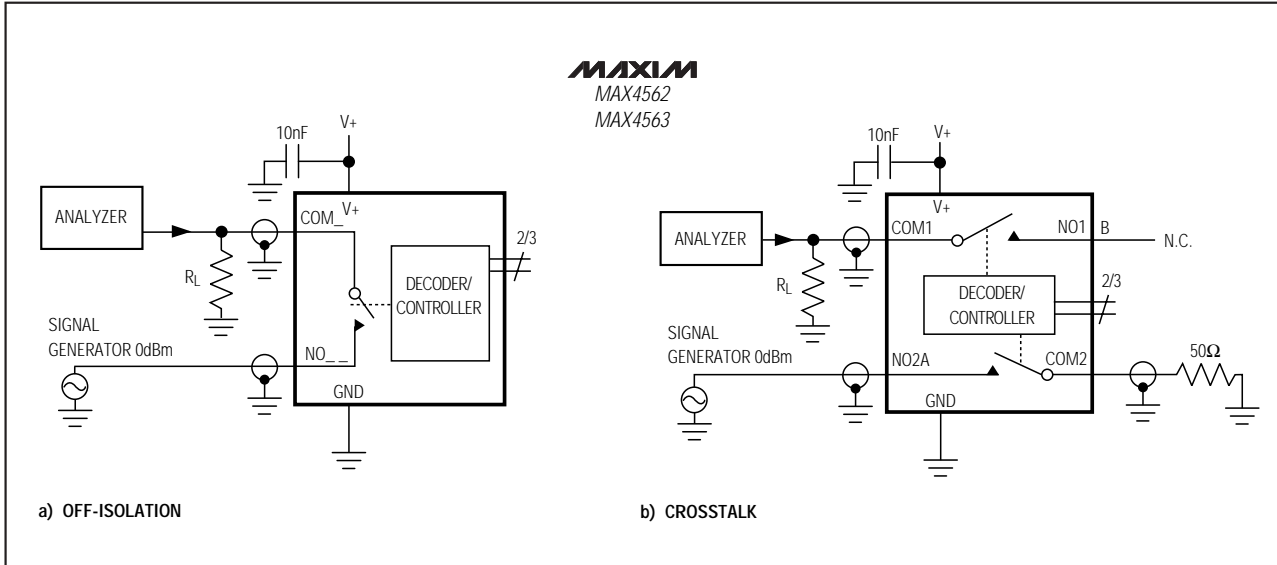 MAXIM
MAX4562
MAX4563
10nF
V+
ANALYZER
COM_
V+
2/3
RL
DECODER/
CONTROLLER
SIGNAL
GENERATOR 0dBm
NO_ _
GND
a) OFF-ISOLATION
10nF
V+
ANALYZER
COM1
V+
NO1
B
N.C.
2/3
RL
DECODER/
CONTROLLER
SIGNAL
GENERATOR 0dBm
NO2A
COM2
50Ω
GND
b) CROSSTALK